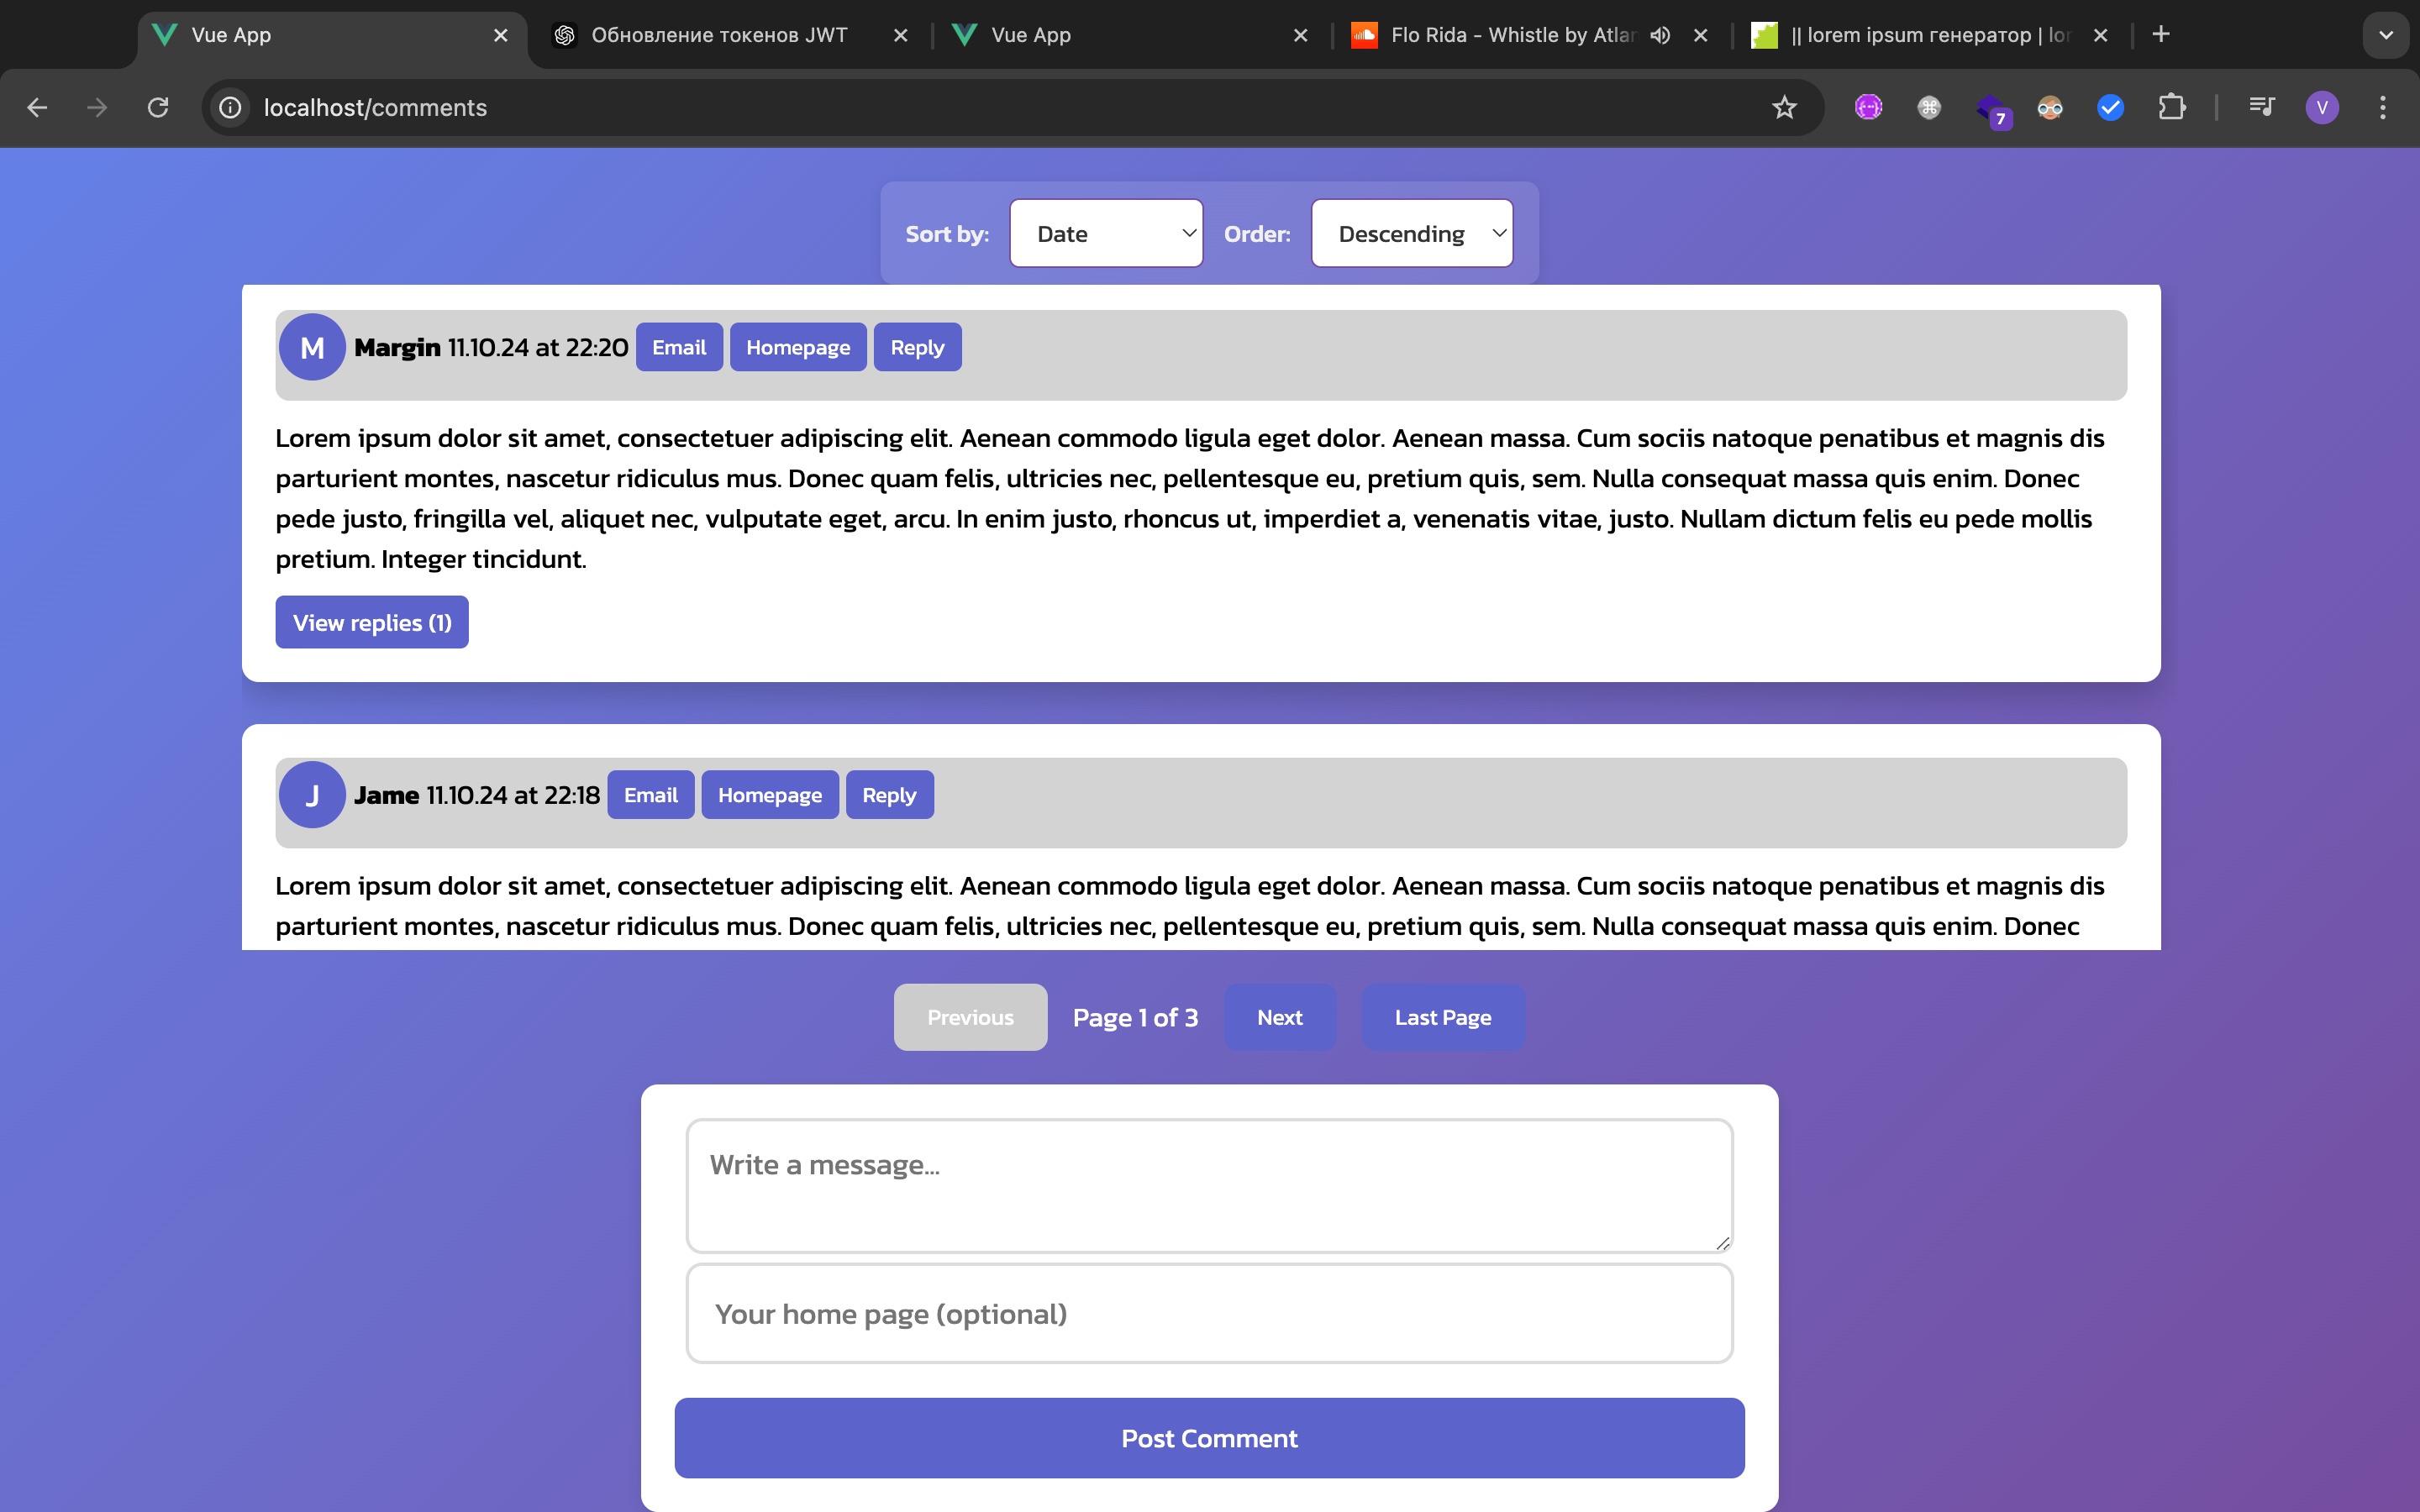 Vue App
Обновление токенов JWT
Vue App
Flo Rida - Whistle by Atlar
|| lorem ipsum генератор | lor
localhost/comments
7
V
Sort by: Date Order: Descending
M Margin 11.10.24 at 22:20 Email Homepage Reply
Lorem ipsum dolor sit amet, consectetuer adipiscing elit. Aenean commodo ligula eget dolor. Aenean massa. Cum sociis natoque penatibus et magnis dis
parturient montes, nascetur ridiculus mus. Donec quam felis, ultricies nec, pellentesque eu, pretium quis, sem. Nulla consequat massa quis enim. Donec
pede justo, fringilla vel, aliquet nec, vulputate eget, arcu. In enim justo, rhoncus ut, imperdiet a, venenatis vitae, justo. Nullam dictum felis eu pede mollis
pretium. Integer tincidunt.
View replies (1)
J Jame 11.10.24 at 22:18 Email Homepage Reply
Lorem ipsum dolor sit amet, consectetuer adipiscing elit. Aenean commodo ligula eget dolor. Aenean massa. Cum sociis natoque penatibus et magnis dis
parturient montes, nascetur ridiculus mus. Donec quam felis, ultricies nec, pellentesque eu, pretium quis, sem. Nulla consequat massa quis enim. Donec
Previous Page 1 of 3 Next Last Page
Write a message...
Your home page (optional)
Post Comment